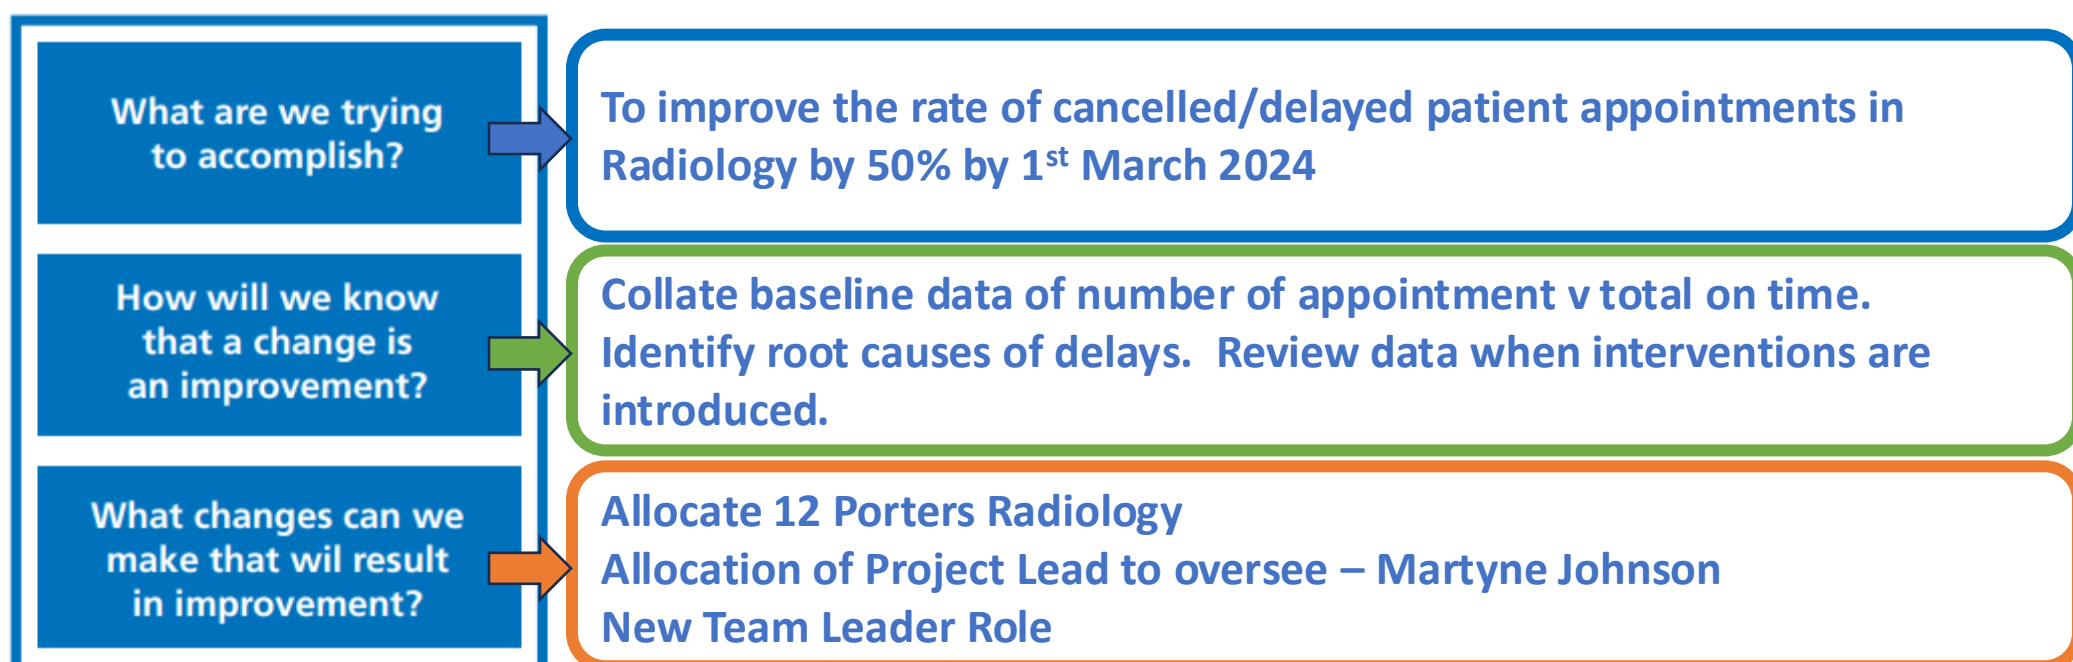 What are we trying
to accomplish?
To improve the rate of cancelled/delayed patient appointments in
Radiology by 50% by 1st March 2024
How will we know
that a change is
an improvement?
Collate baseline data of number of appointment v total on time.
Identify root causes of delays.  Review data when interventions are
introduced.
What changes can we
make that wil result
in improvement?
Allocate 12 Porters Radiology
Allocation of Project Lead to oversee – Martyne Johnson
New Team Leader Role